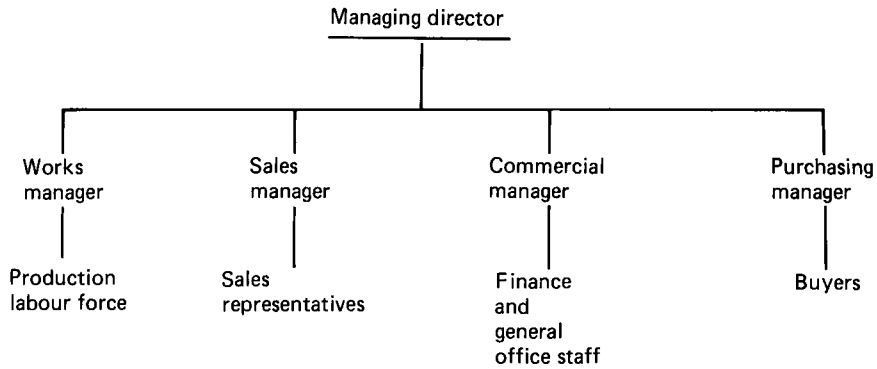 Managing director
Works
manager
Sales
manager
Commercial
manager
Purchasing
manager
Production
labour force
Sales
representatives
Finance
and
general
office staff
Buyers